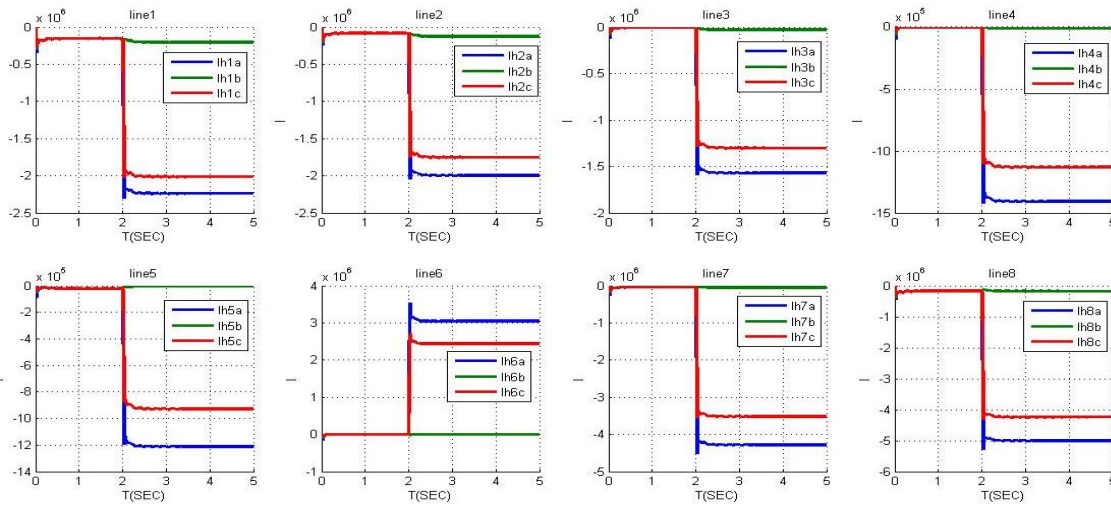 line1
x 10^6
0
-0.5
-1
-1.5
-2
-2.5
Ih1a
Ih1b
Ih1c
0 1 2 3 4 5
T(SEC)
line2
x 10^6
0
-0.5
-1
-1.5
-2
-2.5
I
Ih2a
Ih2b
Ih2c
0 1 2 3 4 5
T(SEC)
line3
x 10^6
0
-0.5
-1
-1.5
-2
I
Ih3a
Ih3b
Ih3c
0 1 2 3 4 5
T(SEC)
line4
x 10^5
0
-5
-10
-15
I
Ih4a
Ih4b
Ih4c
0 1 2 3 4 5
T(SEC)
line5
x 10^5
0
-2
-4
-6
-8
-10
-12
-14
I
Ih5a
Ih5b
Ih5c
0 1 2 3 4 5
T(SEC)
line6
x 10^6
4
3
2
1
0
-1
I
Ih6a
Ih6b
Ih6c
0 1 2 3 4 5
T(SEC)
line7
x 10^6
0
-1
-2
-3
-4
-5
I
Ih7a
Ih7b
Ih7c
0 1 2 3 4 5
T(SEC)
line8
x 10^6
0
-1
-2
-3
-4
-5
-6
I
Ih8a
Ih8b
Ih8c
0 1 2 3 4 5
T(SEC)